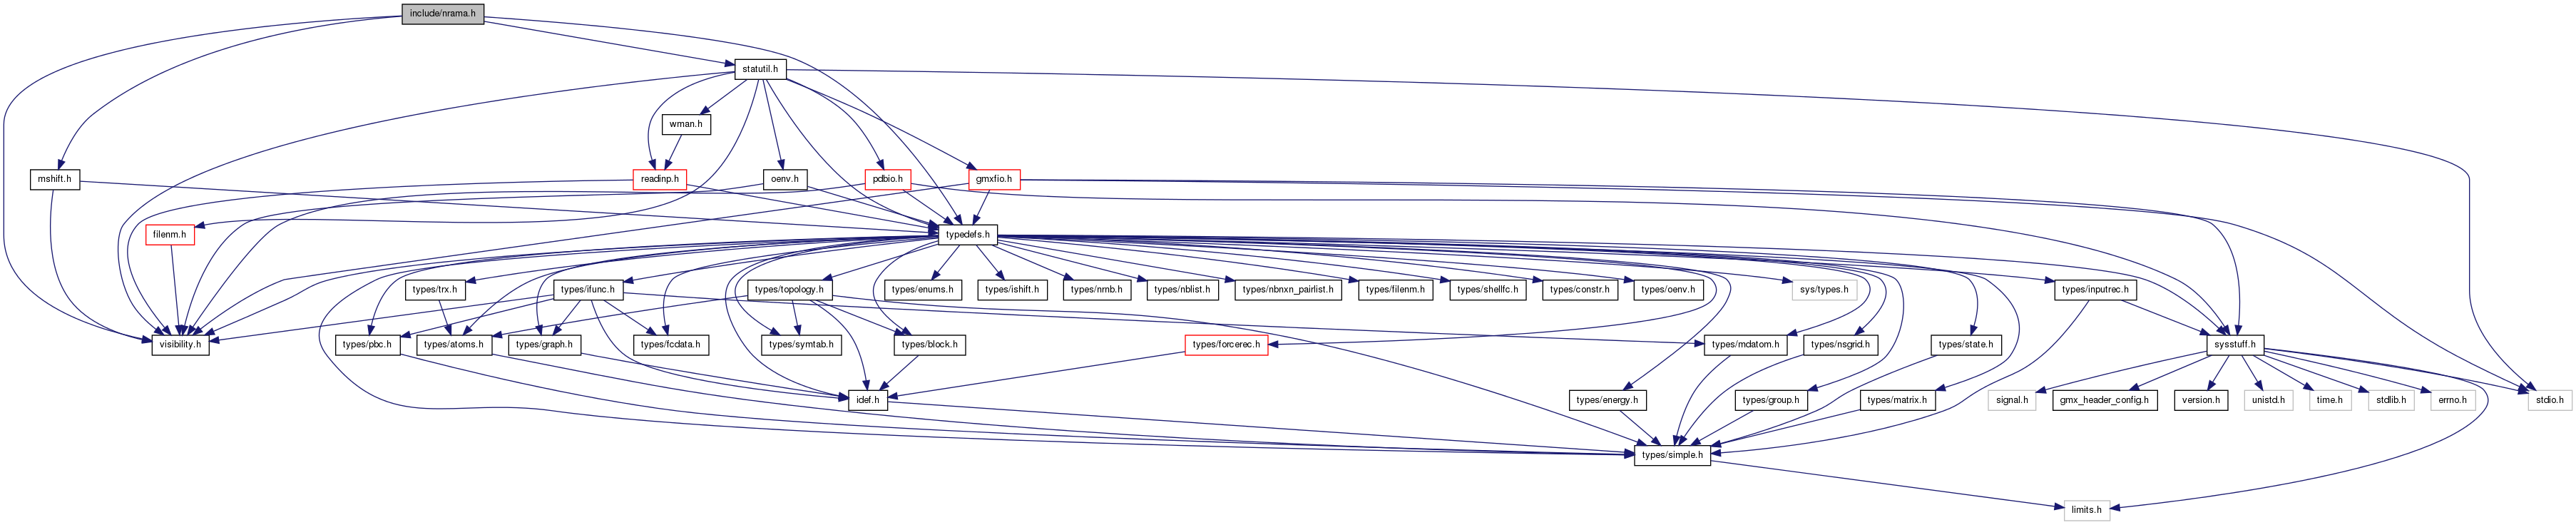 include/nrama.h
statutil.h
wman.h
mshift.h
readinp.h
oenv.h
pdbio.h
gmxfio.h
filenm.h
typedefs.h
types/trx.h
types/ifunc.h
types/topology.h
types/enums.h
types/ishift.h
types/nrnb.h
types/nblist.h
types/nbnxn_pairlist.h
types/filenm.h
types/shellfc.h
types/constr.h
types/oenv.h
sys/types.h
types/inputrec.h
visibility.h
types/pbc.h
types/atoms.h
types/graph.h
types/fcdata.h
types/symtab.h
types/block.h
types/forcerec.h
types/mdatom.h
types/nsgrid.h
types/state.h
sysstuff.h
idef.h
types/energy.h
types/group.h
types/matrix.h
signal.h
gmx_header_config.h
version.h
unistd.h
time.h
stdlib.h
errno.h
stdio.h
types/simple.h
limits.h